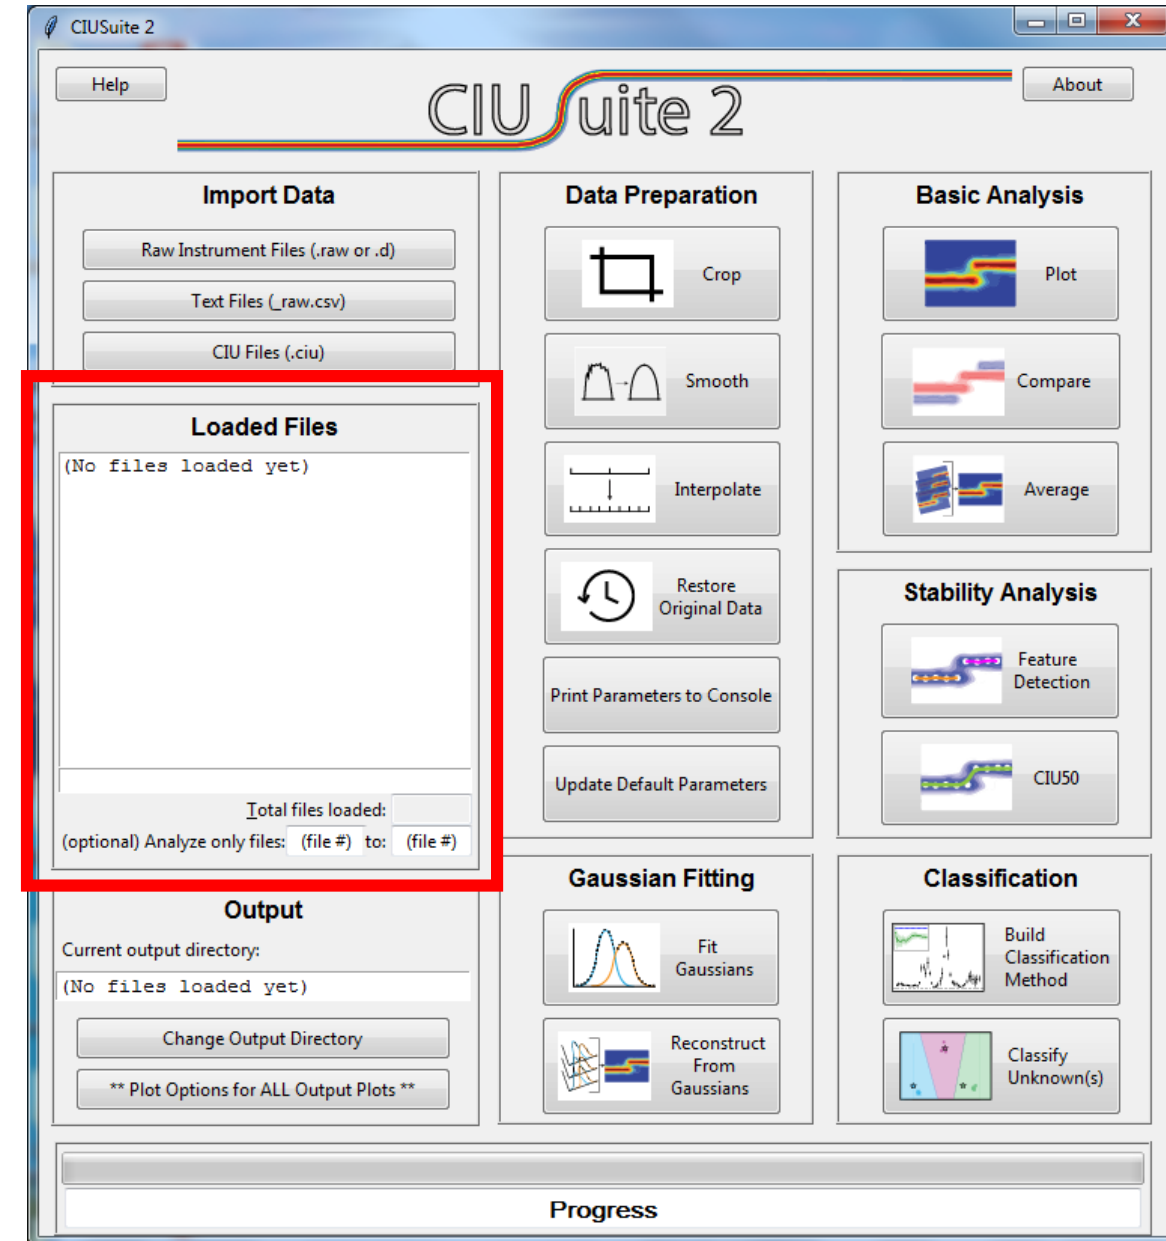 CIUSuite 2
Help
CIU Suite 2
About
Import Data
Raw Instrument Files (.raw or .d)
Text Files (_raw.csv)
CIU Files (.ciu)
Loaded Files
(No files loaded yet)
Total files loaded:
(optional) Analyze only files: (file #) to: (file #)
Output
Current output directory:
(No files loaded yet)
Change Output Directory
** Plot Options for ALL Output Plots **
Data Preparation
Crop
Smooth
Interpolate
Restore
Original Data
Print Parameters to Console
Update Default Parameters
Gaussian Fitting
Fit
Gaussians
Reconstruct
From
Gaussians
Basic Analysis
Plot
Compare
Average
Stability Analysis
Feature
Detection
CIU50
Classification
Build
Classification
Method
Classify
Unknown(s)
Progress